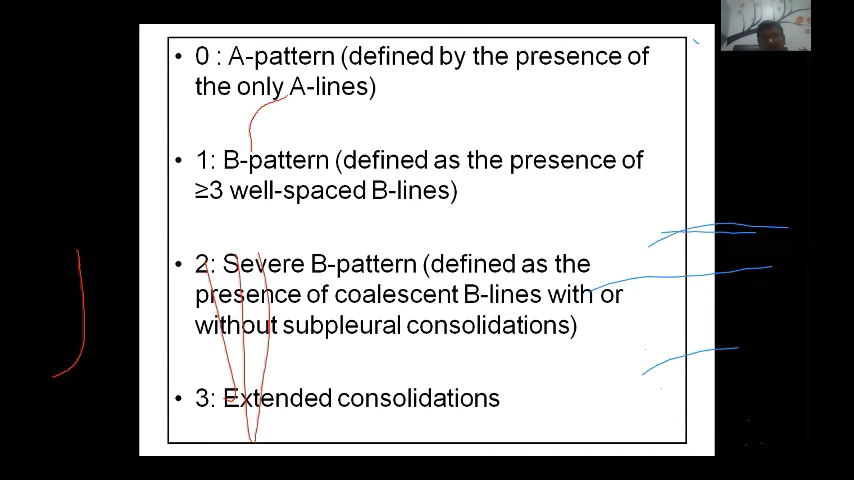 • 0 : A-pattern (defined by the presence of
the only A-lines)
• 1: B-pattern (defined as the presence of
≥3 well-spaced B-lines)
• 2: Severe B-pattern (defined as the
presence of coalescent B-lines with or
without subpleural consolidations)
• 3: Extended consolidations